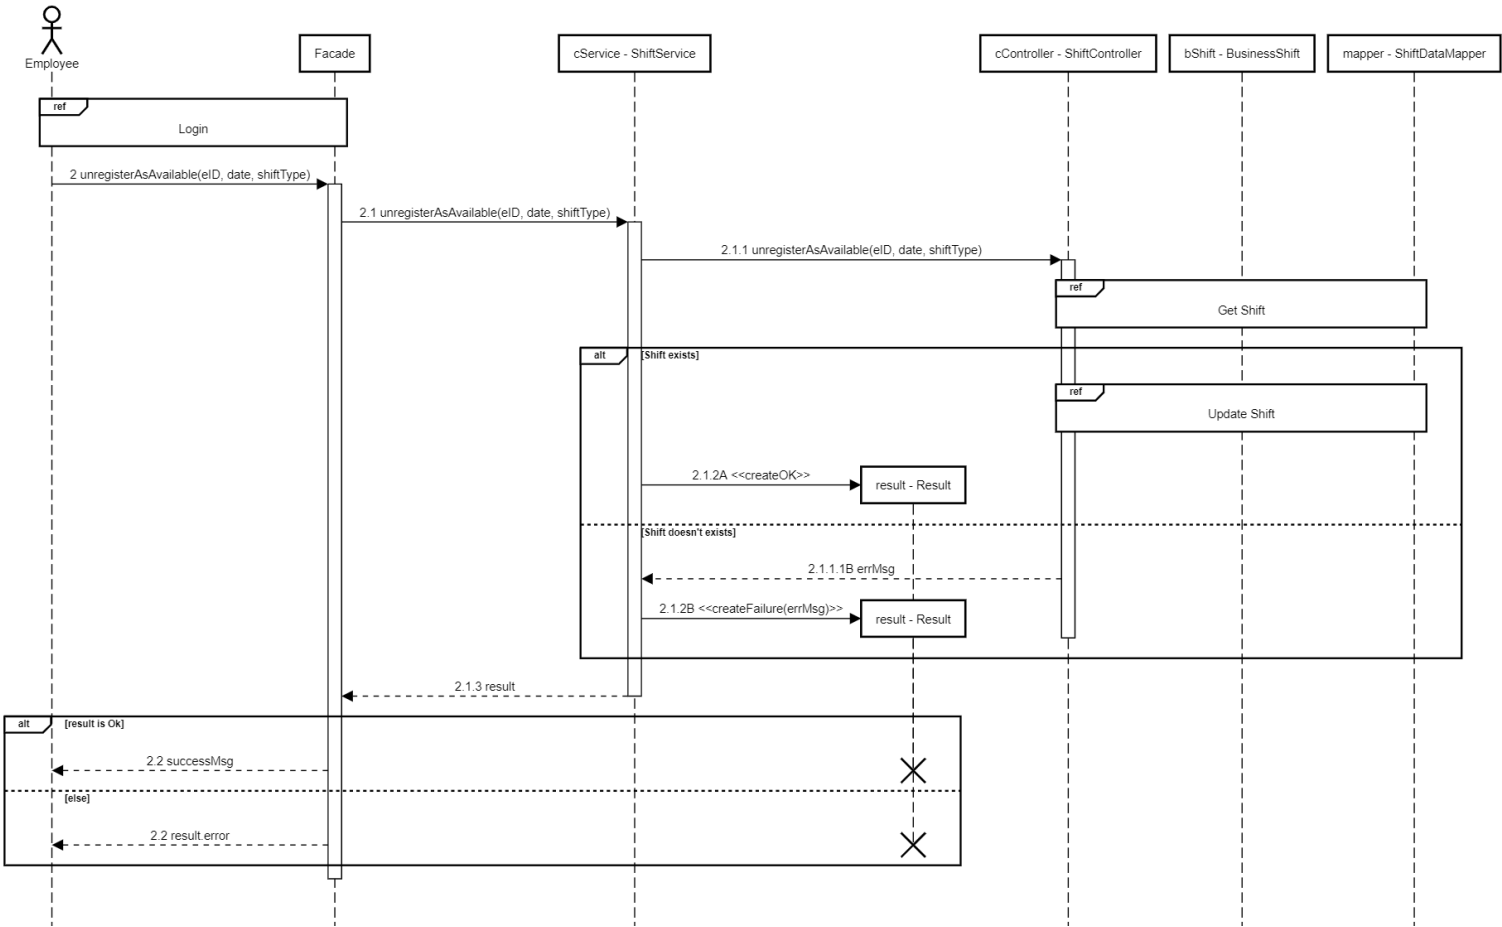 Employee
Facade
cService - ShiftService
cController - ShiftController
bShift - BusinessShift
mapper - ShiftDataMapper
ref
Login
2 unregisterAsAvailable(eID, date, shiftType)
2.1 unregisterAsAvailable(eID, date, shiftType)
2.1.1 unregisterAsAvailable(eID, date, shiftType)
ref
Get Shift
alt
[Shift exists]
ref
Update Shift
2.1.2A <<createOK>>
result - Result
[Shift doesn't exists]
2.1.1.1B errMsg
2.1.2B <<createFailure(errMsg)>>
result - Result
2.1.3 result
alt
[result is Ok]
2.2 successMsg
[else]
2.2 result.error